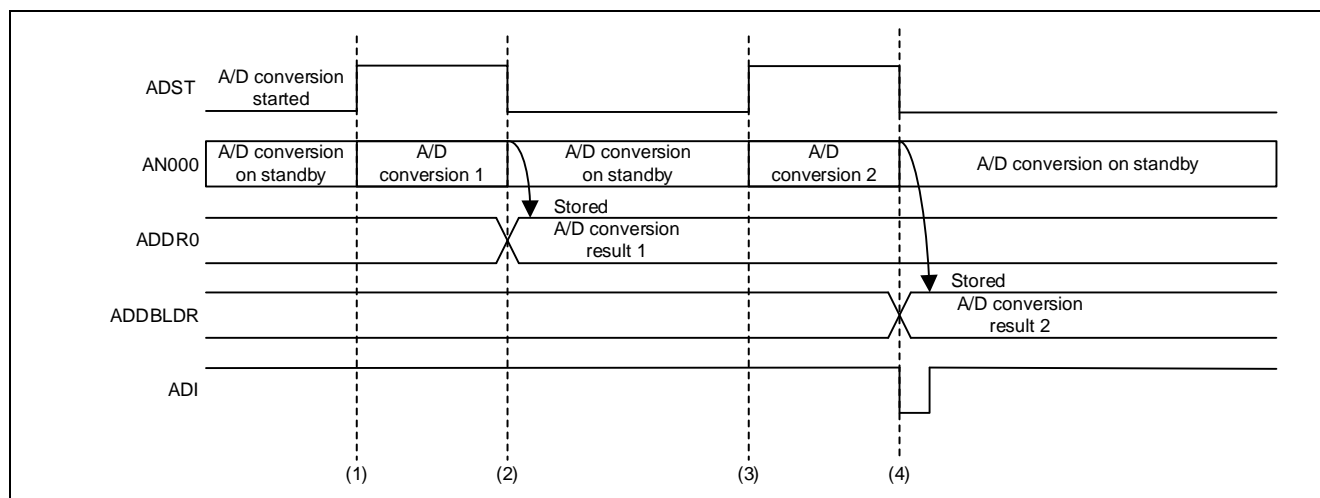 ADST
A/D conversion
started
AN000
A/D conversion
on standby
A/D
conversion 1
A/D conversion
on standby
A/D
conversion 2
A/D conversion on standby
Stored
ADDR0
A/D conversion
result 1
Stored
ADDBLDR
A/D conversion
result 2
ADI
(1)
(2)
(3)
(4)